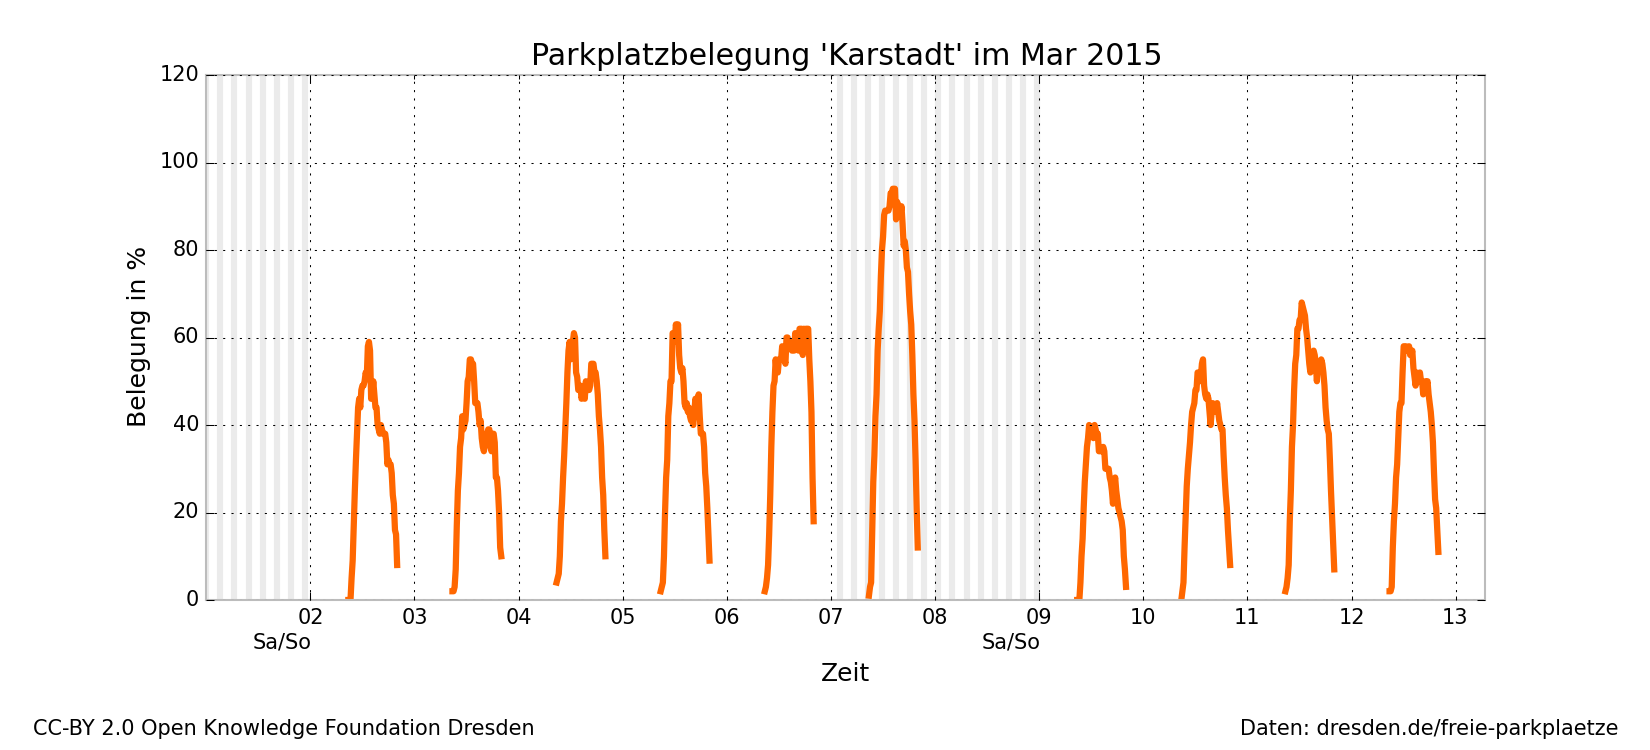 Parkplatzbelegung 'Karstadt' im Mar 2015
120
100
80
60
40
20
0
Belegung in %
02 03 04 05 06 07 08 09 10 11 12 13
Sa/So Sa/So
Zeit
CC-BY 2.0 Open Knowledge Foundation Dresden
Daten: dresden.de/freie-parkplaetze